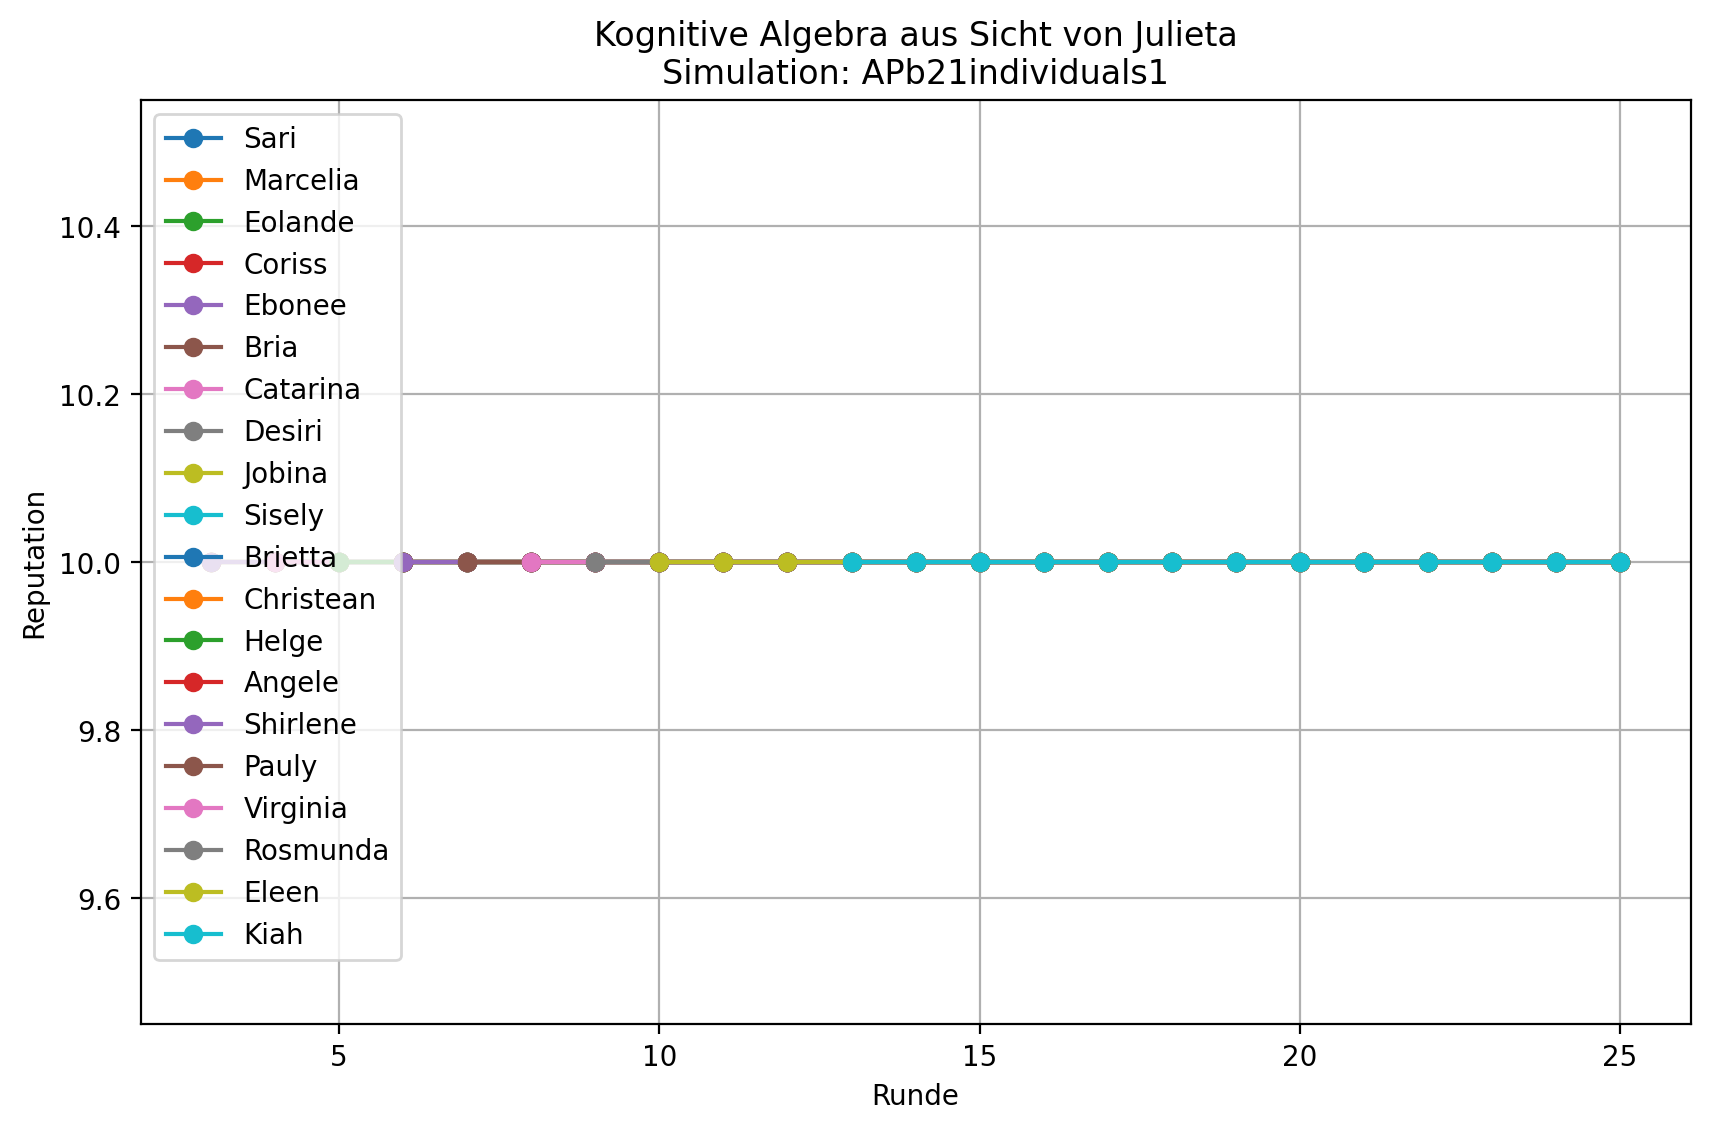 Kognitive Algebra aus Sicht von Julieta
Simulation: APb21individuals1
Sari
Marcelia
Eolande
Coriss
Ebonee
Bria
Catarina
Desiri
Jobina
Sisely
Brietta
Christean
Helge
Angele
Shirlene
Pauly
Virginia
Rosmunda
Eleen
Kiah
Reputation
10.4
10.2
10.0
9.8
9.6
5 10 15 20 25
Runde